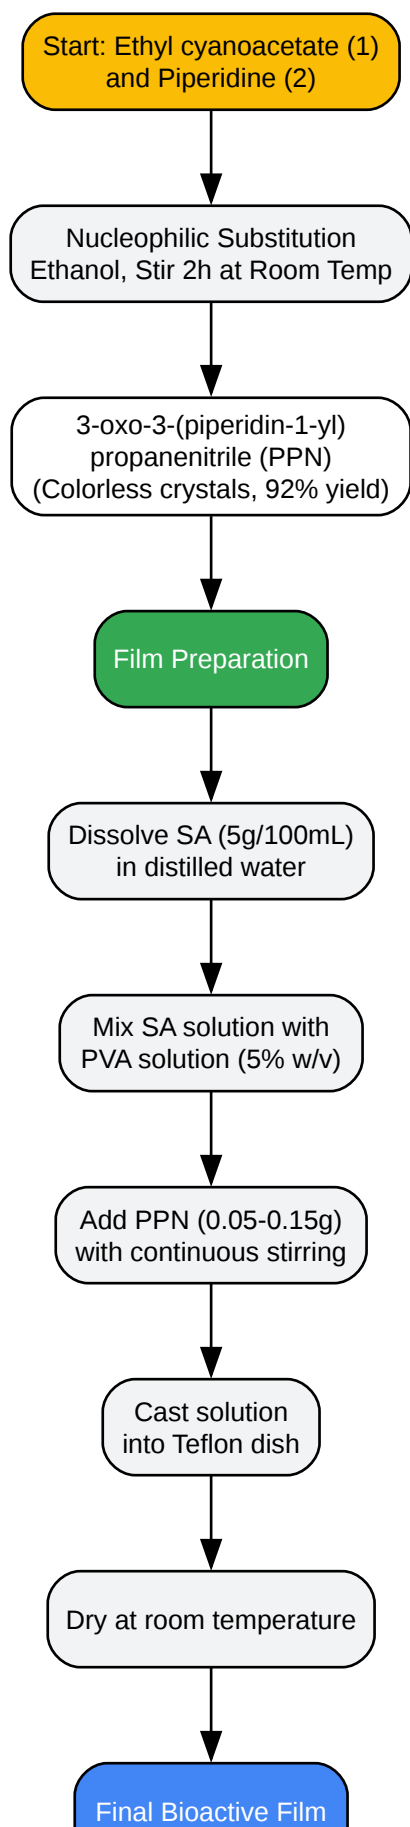 Start: Ethyl cyanoacetate (1)
and Piperidine (2)
Nucleophilic Substitution
Ethanol, Stir 2h at Room Temp
3-oxo-3-(piperidin-1-yl)
propanenitrile (PPN)
(Colorless crystals, 92% yield)
Film Preparation
Dissolve SA (5g/100mL)
in distilled water
Mix SA solution with
PVA solution (5% w/v)
Add PPN (0.05-0.15g)
with continuous stirring
Cast solution
into Teflon dish
Dry at room temperature
Final Bioactive Film